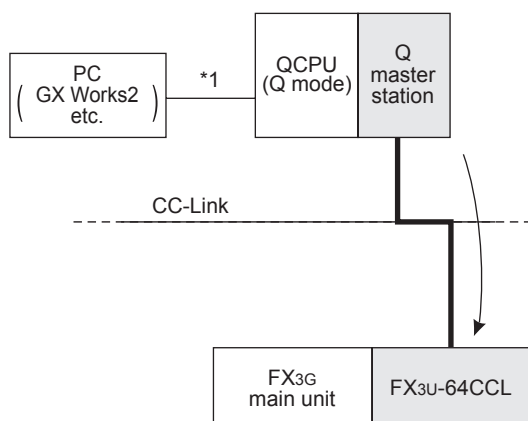 PC
( GX Works2 )
etc.
*1
QCPU
(Q mode)
Q
master
station
CC-Link
FX3G
main unit
FX3U-64CCL